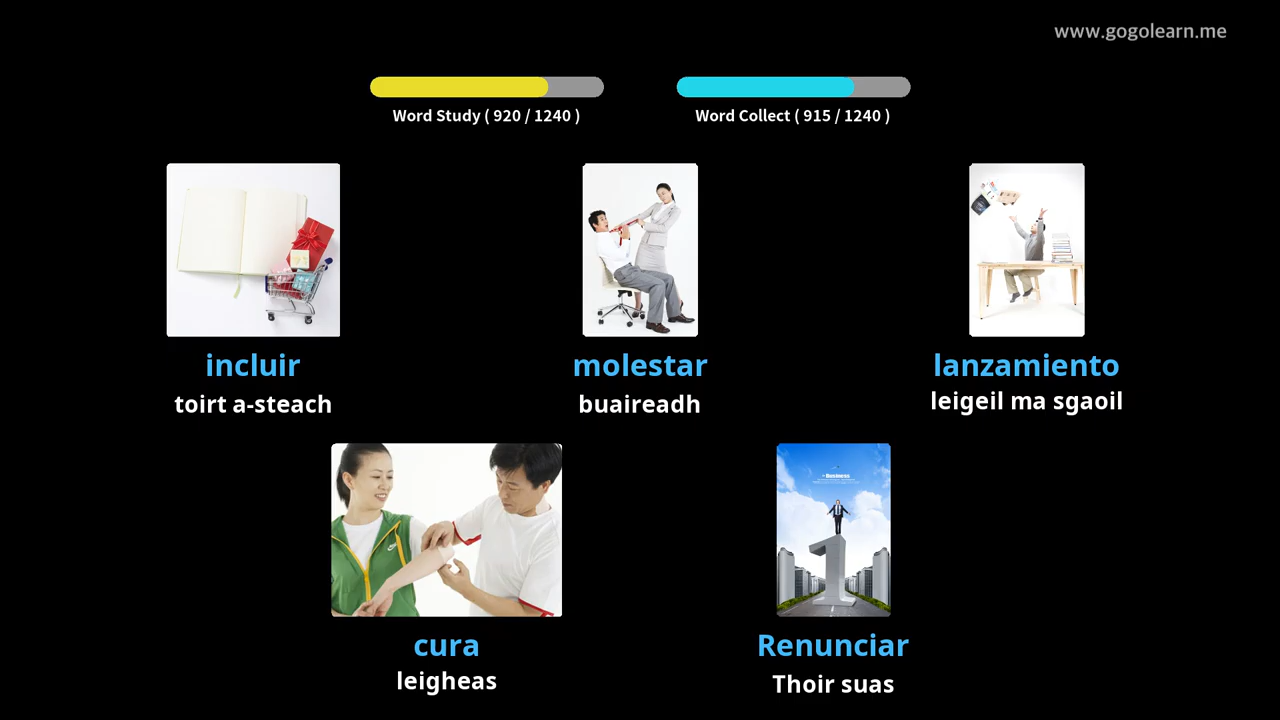 www.gogolearn.me
Word Study ( 920 / 1240 )
Word Collect ( 915 / 1240 )
incluir
toirt a-steach
molestar
buaireadh
lanzamiento
leigeil ma sgaoil
Business
cura
leigheas
Renunciar
Thoir suas